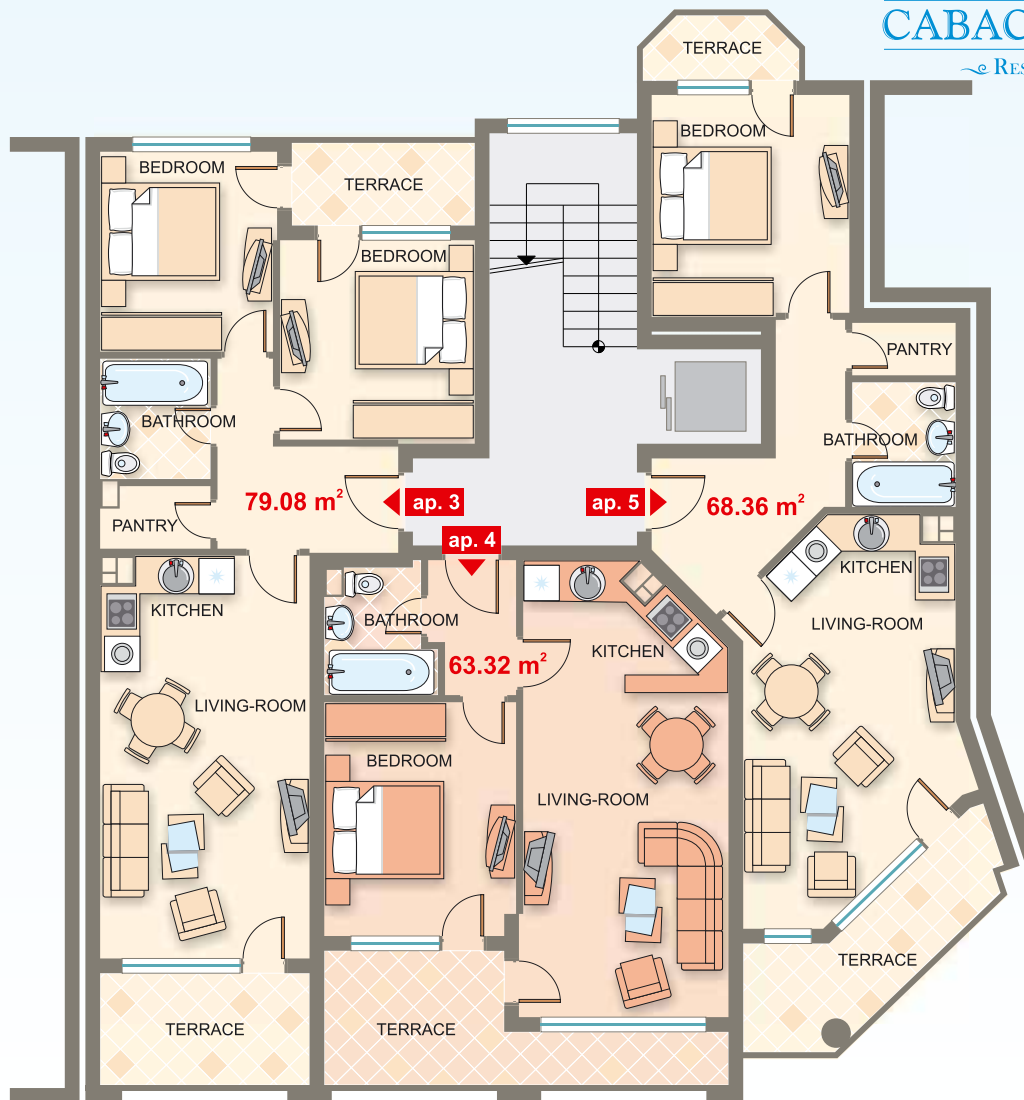 CABAC
RES
TERRACE
BEDROOM
BEDROOM
TERRACE
BEDROOM
PANTRY
BATHROOM
BATHROOM
79.08 m²
ap. 3
ap. 5
68.36 m²
PANTRY
ap. 4
KITCHEN
KITCHEN
BATHROOM
LIVING-ROOM
KITCHEN
63.32 m²
LIVING-ROOM
BEDROOM
LIVING-ROOM
TERRACE
TERRACE
TERRACE